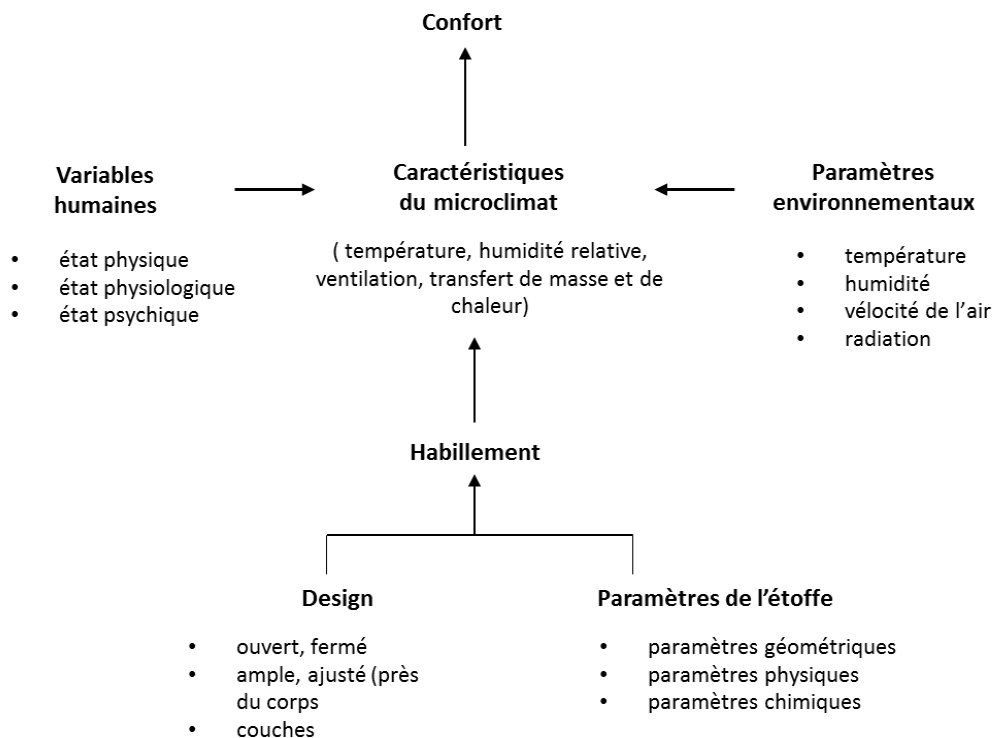 Confort
Variables
humaines
• état physique
• état physiologique
• état psychique
Caractéristiques
du microclimat
( température, humidité relative,
ventilation, transfert de masse et de
chaleur)
Paramètres
environnementaux
• température
• humidité
• vélocité de l’air
• radiation
Habillement
Design
• ouvert, fermé
• ample, ajusté (près
du corps
• couches
Paramètres de l’étoffe
• paramètres géométriques
• paramètres physiques
• paramètres chimiques